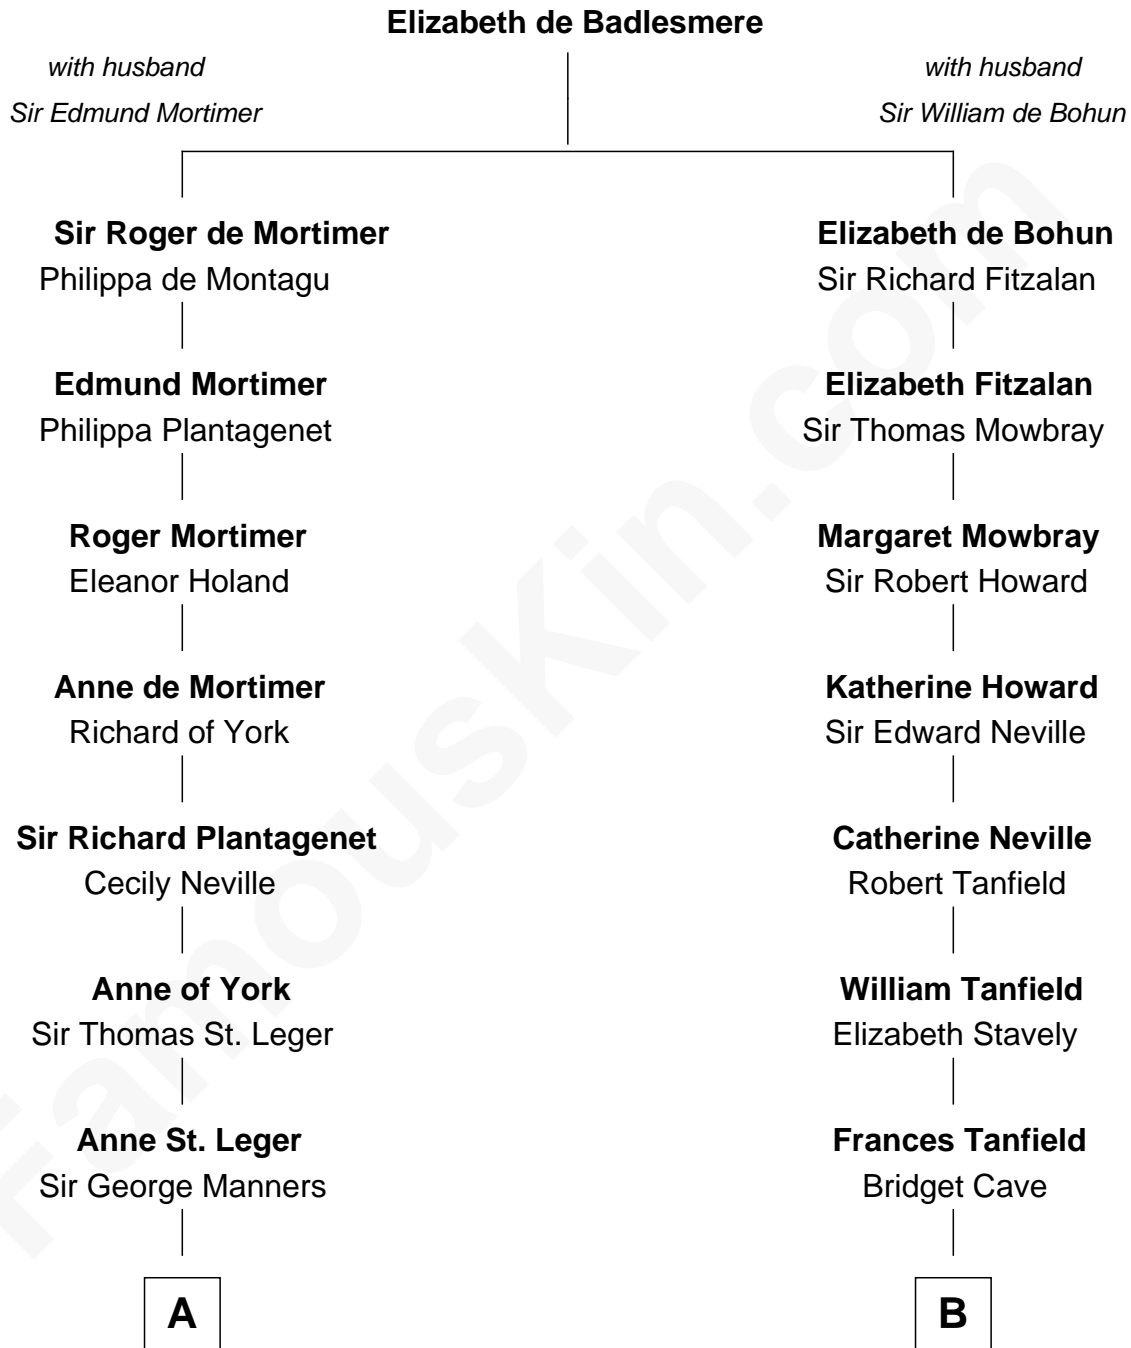 Elizabeth de Badlesmere
with husband
Sir Edmund Mortimer
with husband
Sir William de Bohun
Sir Roger de Mortimer
Philippa de Montagu
Elizabeth de Bohun
Sir Richard Fitzalan
Edmund Mortimer
Philippa Plantagenet
Elizabeth Fitzalan
Sir Thomas Mowbray
Roger Mortimer
Eleanor Holand
Margaret Mowbray
Sir Robert Howard
Anne de Mortimer
Richard of York
Katherine Howard
Sir Edward Neville
Sir Richard Plantagenet
Cecily Neville
Catherine Neville
Robert Tanfield
Anne of York
Sir Thomas St. Leger
William Tanfield
Elizabeth Stavely
Anne St. Leger
Sir George Manners
Frances Tanfield
Bridget Cave
A
B
FamousKin.com